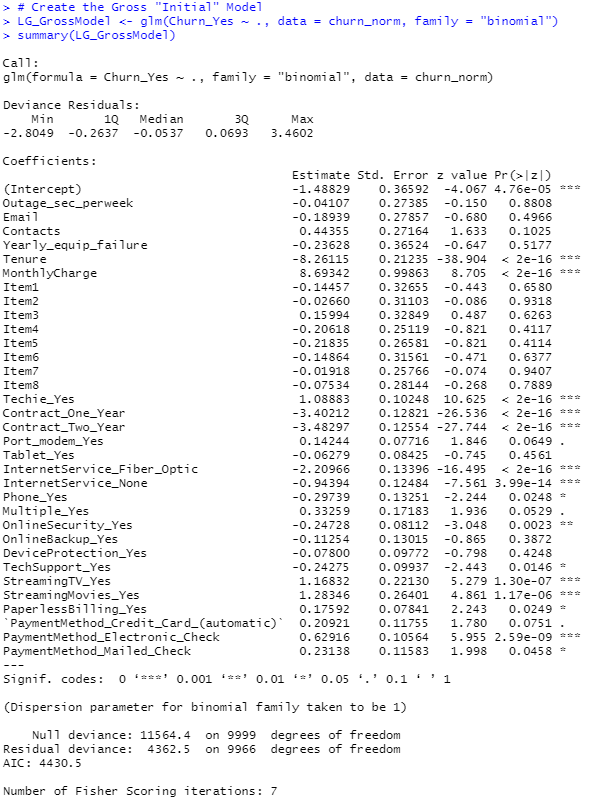 > # Create the Gross "Initial" Model
> LG_GrossModel <- glm(Churn_Yes ~ ., data = churn_norm, family = "binomial")
> summary(LG_GrossModel)
Call:
glm(formula = Churn_Yes ~ ., family = "binomial", data = churn_norm)
Deviance Residuals:
Min 1Q Median 3Q Max
-2.8049 -0.2637 -0.0537 0.0693 3.4602
Coefficients:
Estimate Std. Error z value Pr(>|z|)
(Intercept) -1.48829 0.36592 -4.067 4.76e-05 ***
Outage_sec_perweek -0.04107 0.27385 -0.150 0.8808
Email -0.18939 0.27857 -0.680 0.4966
Contacts 0.44355 0.27164 1.633 0.1025
Yearly_equip_failure -0.23628 0.36524 -0.647 0.5177
Tenure -8.26115 0.21235 -38.904 < 2e-16 ***
MonthlyCharge 8.69342 0.99863 8.705 < 2e-16 ***
Item1 -0.14457 0.32655 -0.443 0.6580
Item2 -0.02660 0.31103 -0.086 0.9318
Item3 0.15994 0.32849 0.487 0.6263
Item4 -0.20618 0.25119 -0.821 0.4117
Item5 -0.21835 0.26581 -0.821 0.4114
Item6 -0.14864 0.31561 -0.471 0.6377
Item7 -0.01918 0.25766 -0.074 0.9407
Item8 -0.07534 0.28144 -0.268 0.7889
Techie_Yes 1.08883 0.10248 10.625 < 2e-16 ***
Contract_One_Year -3.40212 0.12821 -26.536 < 2e-16 ***
Contract_Two_Year -3.48297 0.12554 -27.744 < 2e-16 ***
Port_modem_Yes 0.14244 0.07716 1.846 0.0649 .
Tablet_Yes -0.06279 0.08425 -0.745 0.4561
InternetService_Fiber_Optic -2.20966 0.13396 -16.495 < 2e-16 ***
InternetService_None -0.94394 0.12484 -7.561 3.99e-14 ***
Phone_Yes -0.29739 0.13251 -2.244 0.0248 *
Multiple_Yes 0.33259 0.17183 1.936 0.0529 .
OnlineSecurity_Yes -0.24728 0.08112 -3.048 0.0023 **
OnlineBackup_Yes -0.11254 0.13015 -0.865 0.3872
DeviceProtection_Yes -0.07800 0.09772 -0.798 0.4248
TechSupport_Yes -0.24275 0.09937 -2.443 0.0146 *
StreamingTV_Yes 1.16832 0.22130 5.279 1.30e-07 ***
StreamingMovies_Yes 1.28346 0.26401 4.861 1.17e-06 ***
PaperlessBilling_Yes 0.17592 0.07841 2.243 0.0249 *
`PaymentMethod_Credit_Card_(automatic)` 0.20921 0.11755 1.780 0.0751 .
PaymentMethod_Electronic_Check 0.62916 0.10564 5.955 2.59e-09 ***
PaymentMethod_Mailed_Check 0.23138 0.11583 1.998 0.0458 *
---
Signif. codes: 0 ‘***’ 0.001 ‘**’ 0.01 ‘*’ 0.05 ‘.’ 0.1 ‘ ’ 1
(Dispersion parameter for binomial family taken to be 1)
Null deviance: 11564.4 on 9999 degrees of freedom
Residual deviance: 4362.5 on 9966 degrees of freedom
AIC: 4430.5
Number of Fisher Scoring iterations: 7